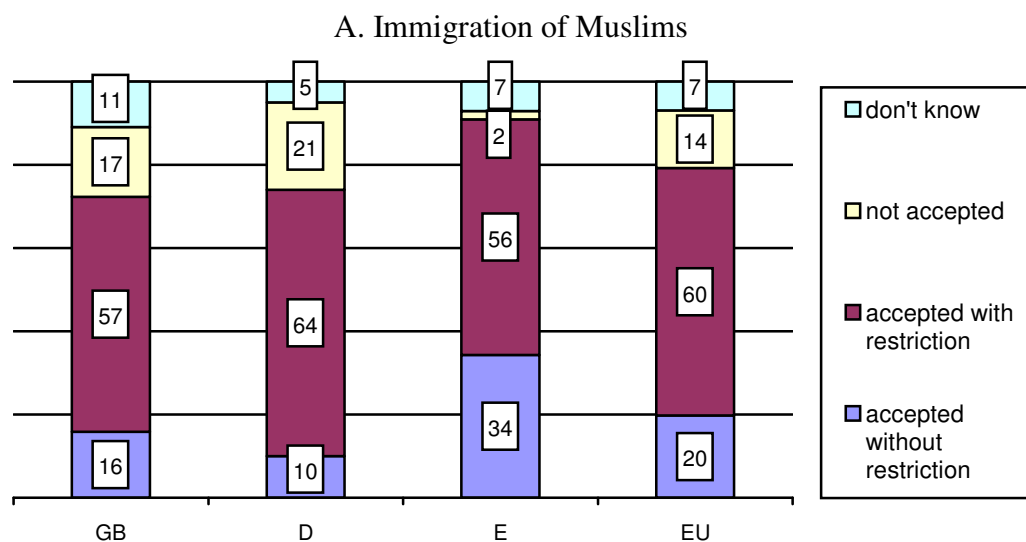 A. Immigration of Muslims
11
5
7
7
17
21
2
14
57
64
56
60
16
10
34
20
GB
D
E
EU
don't know
not accepted
accepted with
restriction
accepted
without
restriction